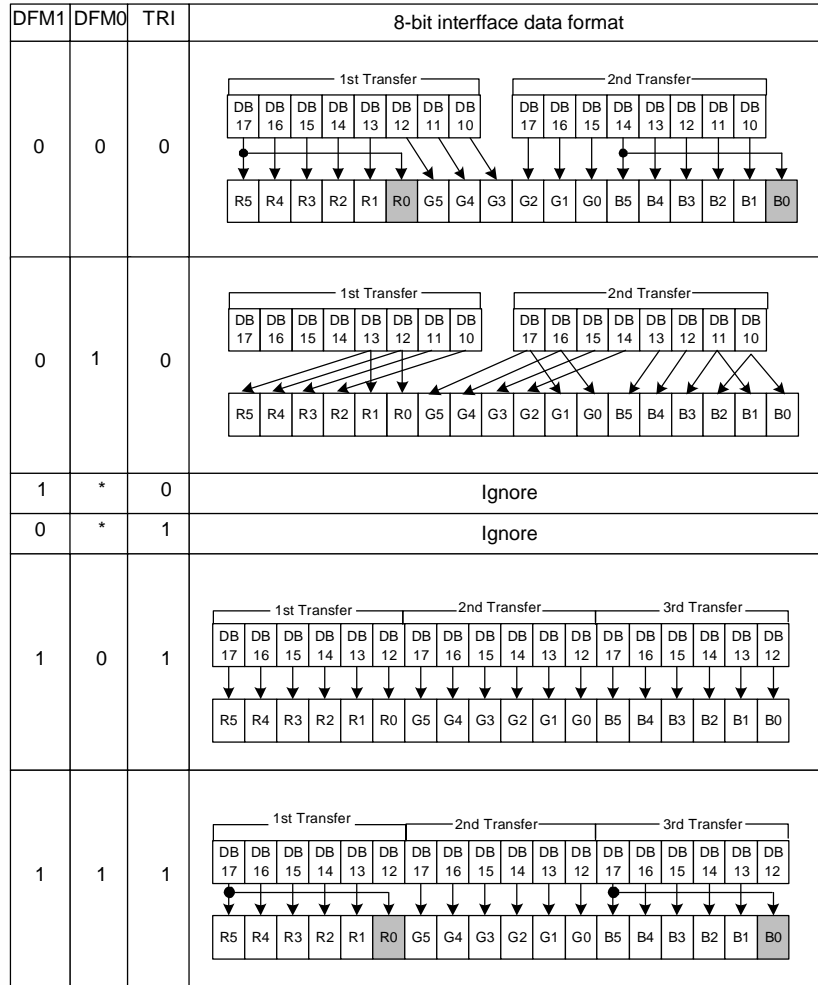 DFM1 DFM0 TRI 8-bit interfface data format
1st Transfer 2nd Transfer
DB DB DB DB DB DB DB DB DB DB DB DB DB DB DB DB
17 16 15 14 13 12 11 10 17 16 15 14 13 12 11 10
0 0 0
R5 R4 R3 R2 R1 R0 G5 G4 G3 G2 G1 G0 B5 B4 B3 B2 B1 B0
1st Transfer 2nd Transfer
DB DB DB DB DB DB DB DB DB DB DB DB DB DB DB DB
17 16 15 14 13 12 11 10 17 16 15 14 13 12 11 10
0 1 0
R5 R4 R3 R2 R1 R0 G5 G4 G3 G2 G1 G0 B5 B4 B3 B2 B1 B0
1 * 0 Ignore
0 * 1 Ignore
1st Transfer 2nd Transfer 3rd Transfer
DB DB DB DB DB DB DB DB DB DB DB DB DB DB DB DB DB DB
17 16 15 14 13 12 17 16 15 14 13 12 17 16 15 14 13 12
1 0 1
R5 R4 R3 R2 R1 R0 G5 G4 G3 G2 G1 G0 B5 B4 B3 B2 B1 B0
1st Transfer 2nd Transfer 3rd Transfer
DB DB DB DB DB DB DB DB DB DB DB DB DB DB DB DB DB DB
17 16 15 14 13 12 17 16 15 14 13 12 17 16 15 14 13 12
1 1 1
R5 R4 R3 R2 R1 R0 G5 G4 G3 G2 G1 G0 B5 B4 B3 B2 B1 B0